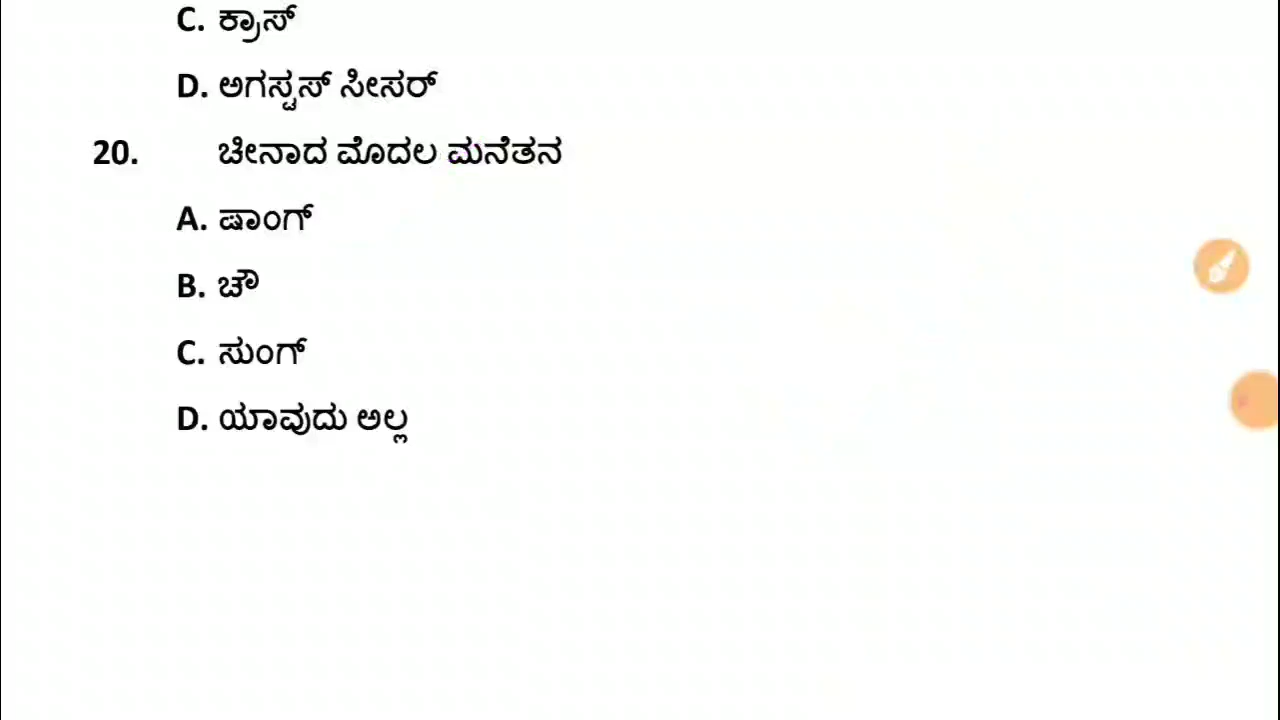 C. ಕ್ರಾಸ್
D. ಅಗಸ್ಟಸ್ ಸೀಸರ್
20. ಚೀನಾದ ಮೊದಲ ಮನೆತನ
A. ಷಾಂಗ್
B. ಚೌ
C. ಸುಂಗ್
D. ಯಾವುದು ಅಲ್ಲ